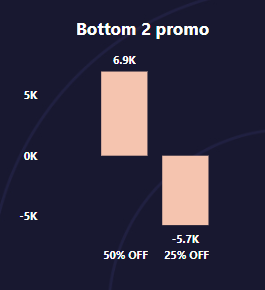 Bottom 2 promo
6.9K
5K
0K
-5K
-5.7K
50% OFF 25% OFF